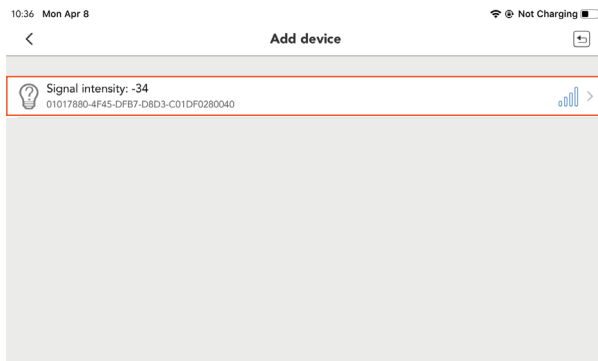 10:36 Mon Apr 8 Not Charging
Add device
Signal intensity: -34
01017880-4F45-DFB7-D8D3-C01DF0280040